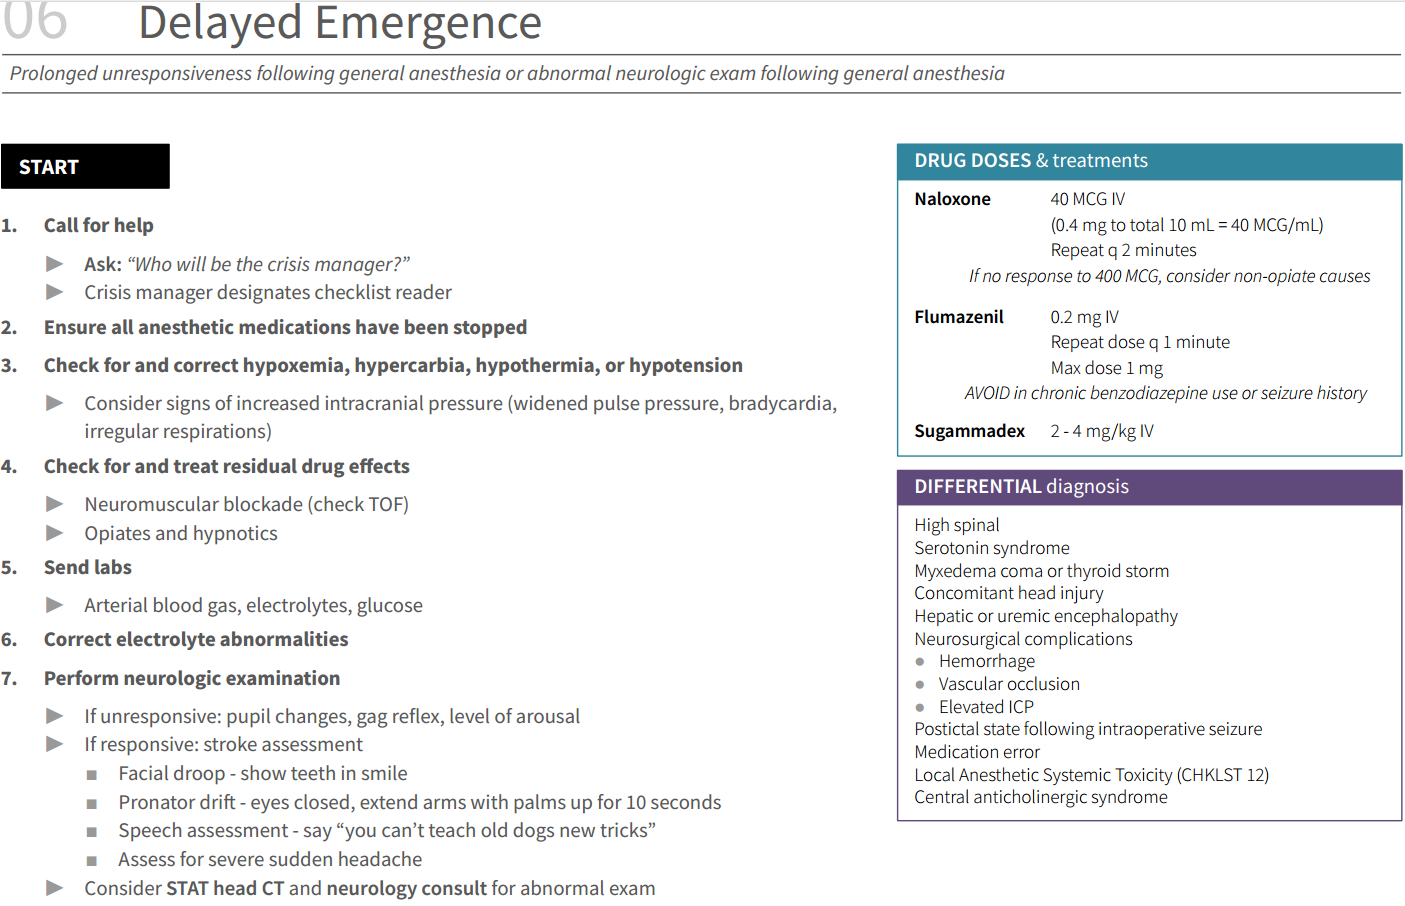 06 Delayed Emergence
Prolonged unresponsiveness following general anesthesia or abnormal neurologic exam following general anesthesia
START
1. Call for help
▶ Ask: “Who will be the crisis manager?”
▶ Crisis manager designates checklist reader
2. Ensure all anesthetic medications have been stopped
3. Check for and correct hypoxemia, hypercarbia, hypothermia, or hypotension
▶ Consider signs of increased intracranial pressure (widened pulse pressure, bradycardia,
irregular respirations)
4. Check for and treat residual drug effects
▶ Neuromuscular blockade (check TOF)
▶ Opiates and hypnotics
5. Send labs
▶ Arterial blood gas, electrolytes, glucose
6. Correct electrolyte abnormalities
7. Perform neurologic examination
▶ If unresponsive: pupil changes, gag reflex, level of arousal
▶ If responsive: stroke assessment
■ Facial droop - show teeth in smile
■ Pronator drift - eyes closed, extend arms with palms up for 10 seconds
■ Speech assessment - say “you can’t teach old dogs new tricks”
■ Assess for severe sudden headache
▶ Consider STAT head CT and neurology consult for abnormal exam
DRUG DOSES & treatments
Naloxone 40 MCG IV
(0.4 mg to total 10 mL = 40 MCG/mL)
Repeat q 2 minutes
If no response to 400 MCG, consider non-opiate causes
Flumazenil 0.2 mg IV
Repeat dose q 1 minute
Max dose 1 mg
AVOID in chronic benzodiazepine use or seizure history
Sugammadex 2 - 4 mg/kg IV
DIFFERENTIAL diagnosis
High spinal
Serotonin syndrome
Myxedema coma or thyroid storm
Concomitant head injury
Hepatic or uremic encephalopathy
Neurosurgical complications
● Hemorrhage
● Vascular occlusion
● Elevated ICP
Postictal state following intraoperative seizure
Medication error
Local Anesthetic Systemic Toxicity (CHKLST 12)
Central anticholinergic syndrome